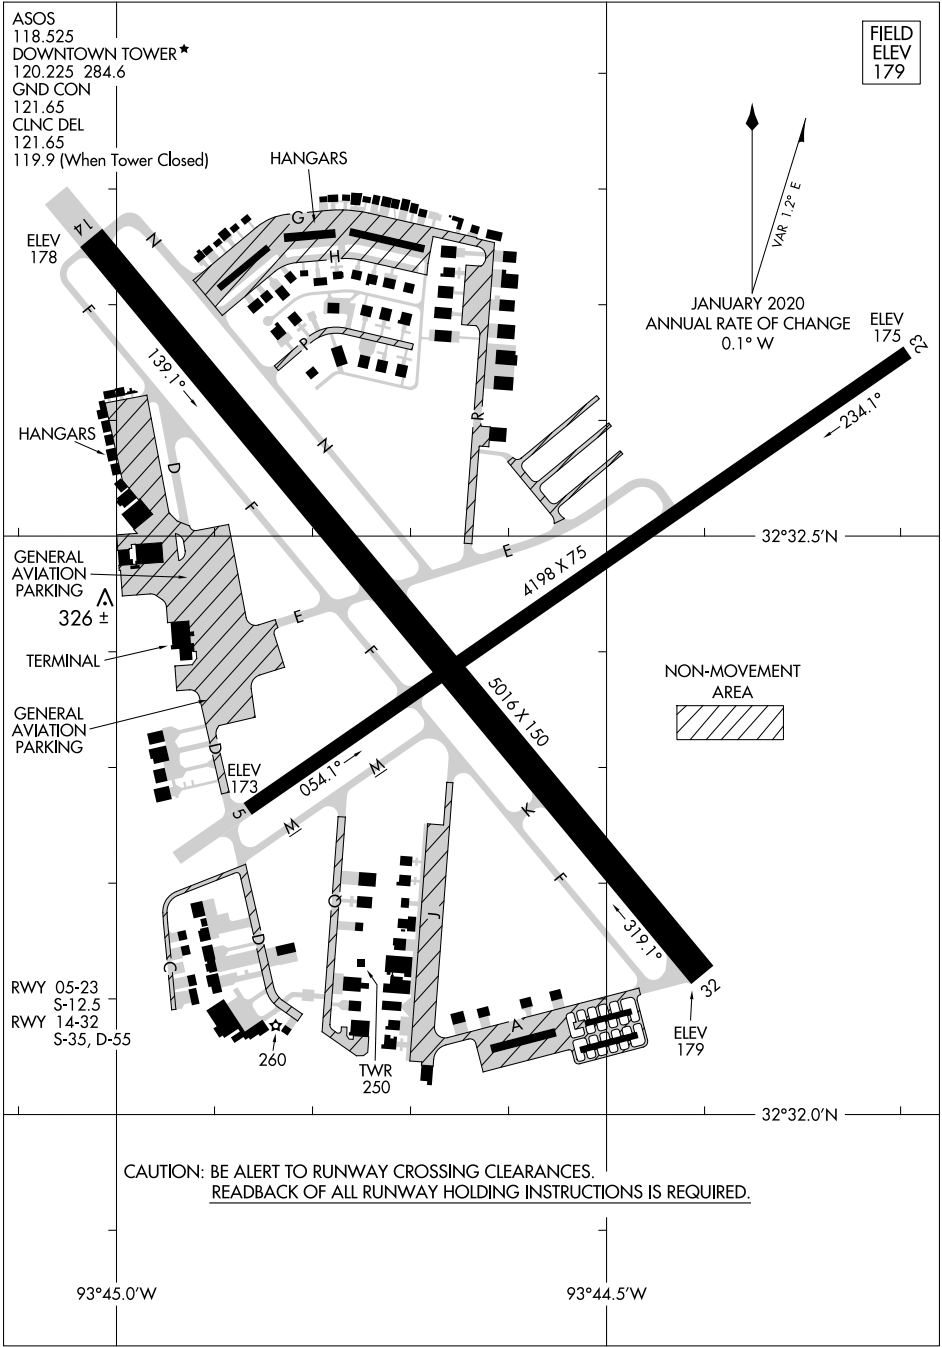 ASOS
118.525
DOWNTOWN TOWER★
120.225 284.6
GND CON
121.65
CLNC DEL
121.65
119.9 (When Tower Closed)
FIELD
ELEV
179
HANGARS
VAR 1.2° E
JANUARY 2020
ANNUAL RATE OF CHANGE
0.1° W
ELEV
178
14
N
G
H
P
F
139.1°
ELEV
175
23
234.1°
HANGARS
D
F
N
R
E
32°32.5'N
4198 X 75
GENERAL
AVIATION
PARKING
326 ±
TERMINAL
E
F
GENERAL
AVIATION
PARKING
D
NON-MOVEMENT
AREA
5016 X 150
ELEV
173
5
054.1°
M
M
K
F
Q
J
C
D
319.1°
32
ELEV
179
A
RWY 05-23
S-12.5
RWY 14-32
S-35, D-55
260
TWR
250
32°32.0'N
CAUTION: BE ALERT TO RUNWAY CROSSING CLEARANCES.
READBACK OF ALL RUNWAY HOLDING INSTRUCTIONS IS REQUIRED.
93°45.0'W
93°44.5'W